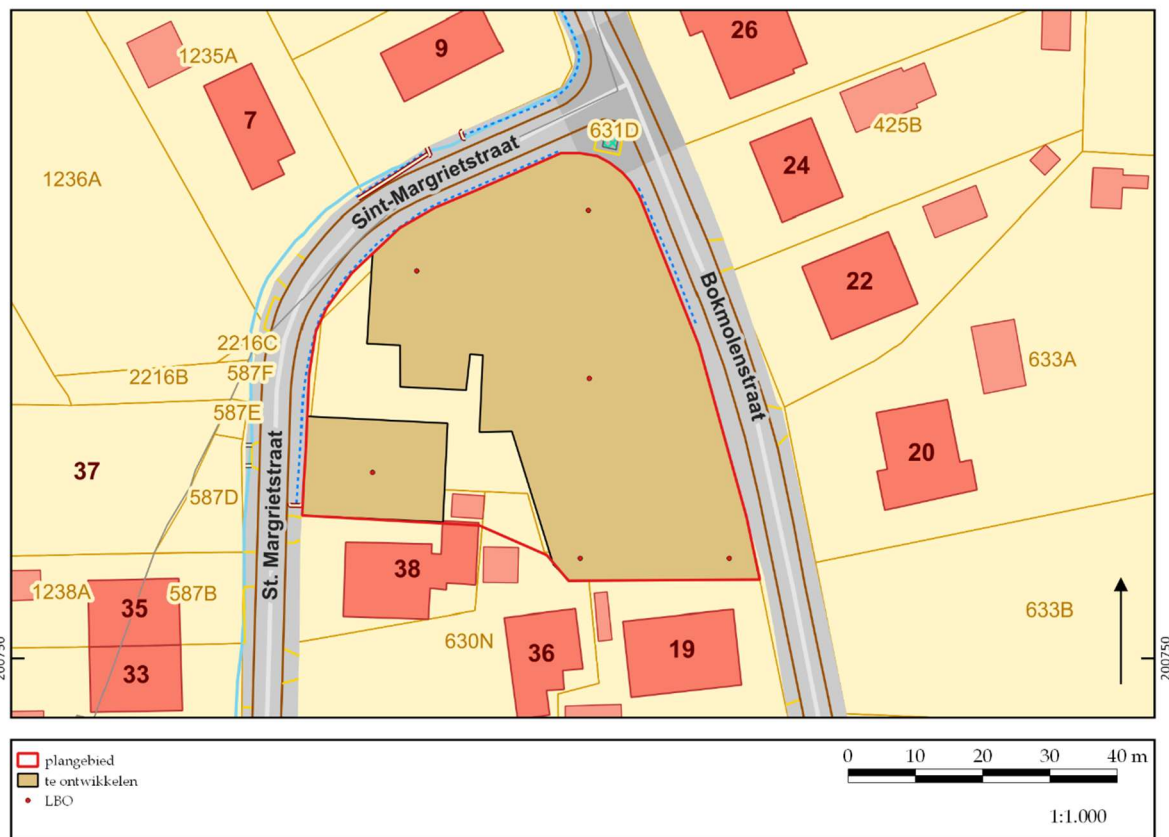 9
26
1235A
7
631D
425B
24
1236A
Sint-Margrietstraat
22
Bokmolenstraat
2216C
633A
587F
2216B
587E
37
20
587D
St. Margrietstraat
38
1238A
587B
35
633B
630N
36
19
33
200750
200750
plangebied
te ontwikkelen
LBO
0 10 20 30 40 m
1:1.000